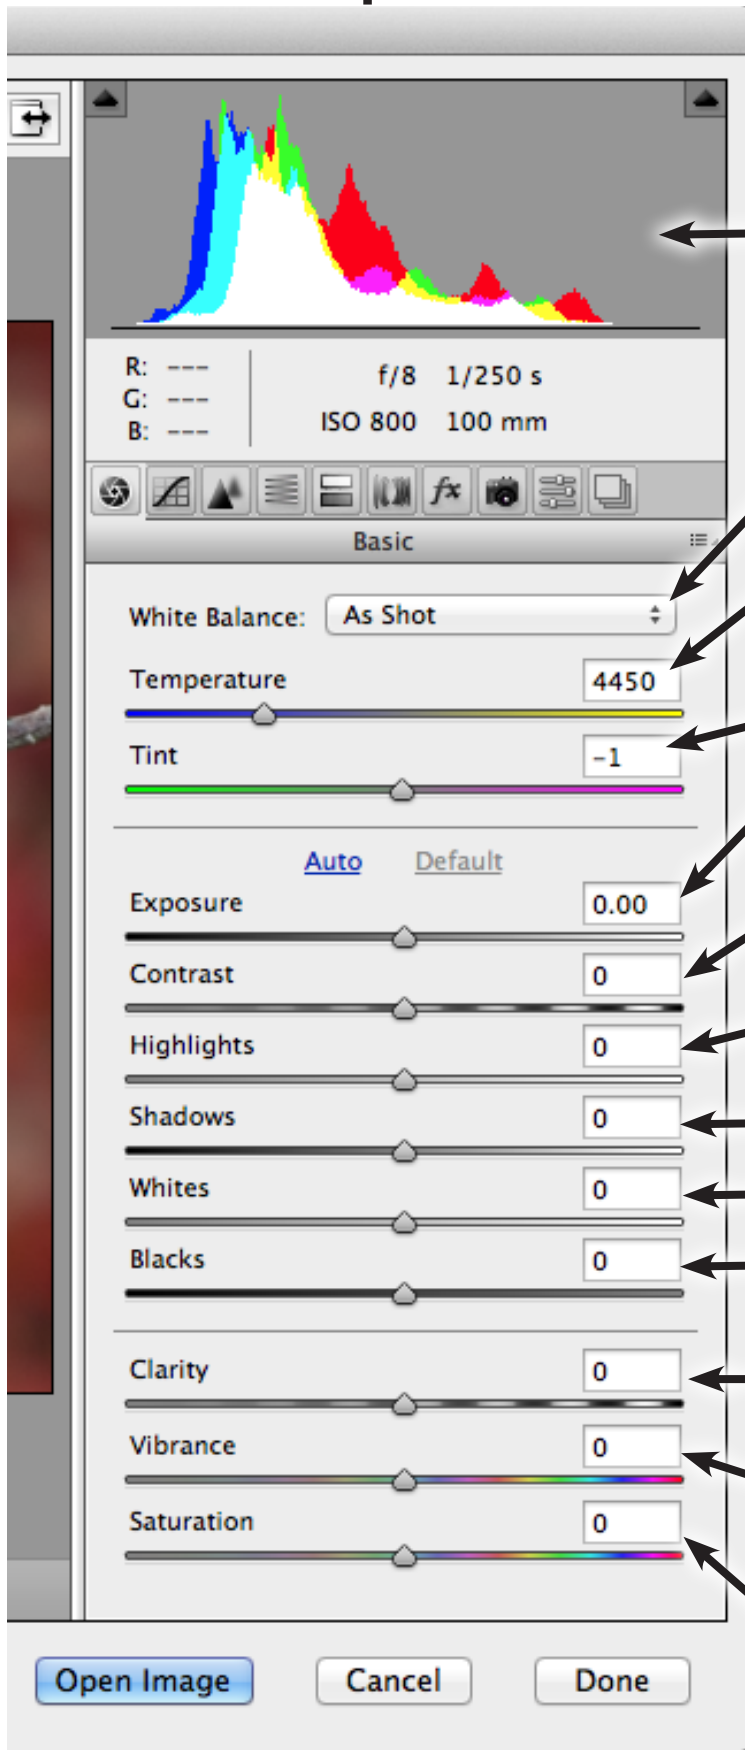 R: ---
G: ---
B: ---
f/8 1/250 s
ISO 800 100 mm
fx
Basic
White Balance: As Shot
Temperature 4450
Tint -1
Auto Default
Exposure 0.00
Contrast 0
Highlights 0
Shadows 0
Whites 0
Blacks 0
Clarity 0
Vibrance 0
Saturation 0
Open Image Cancel Done